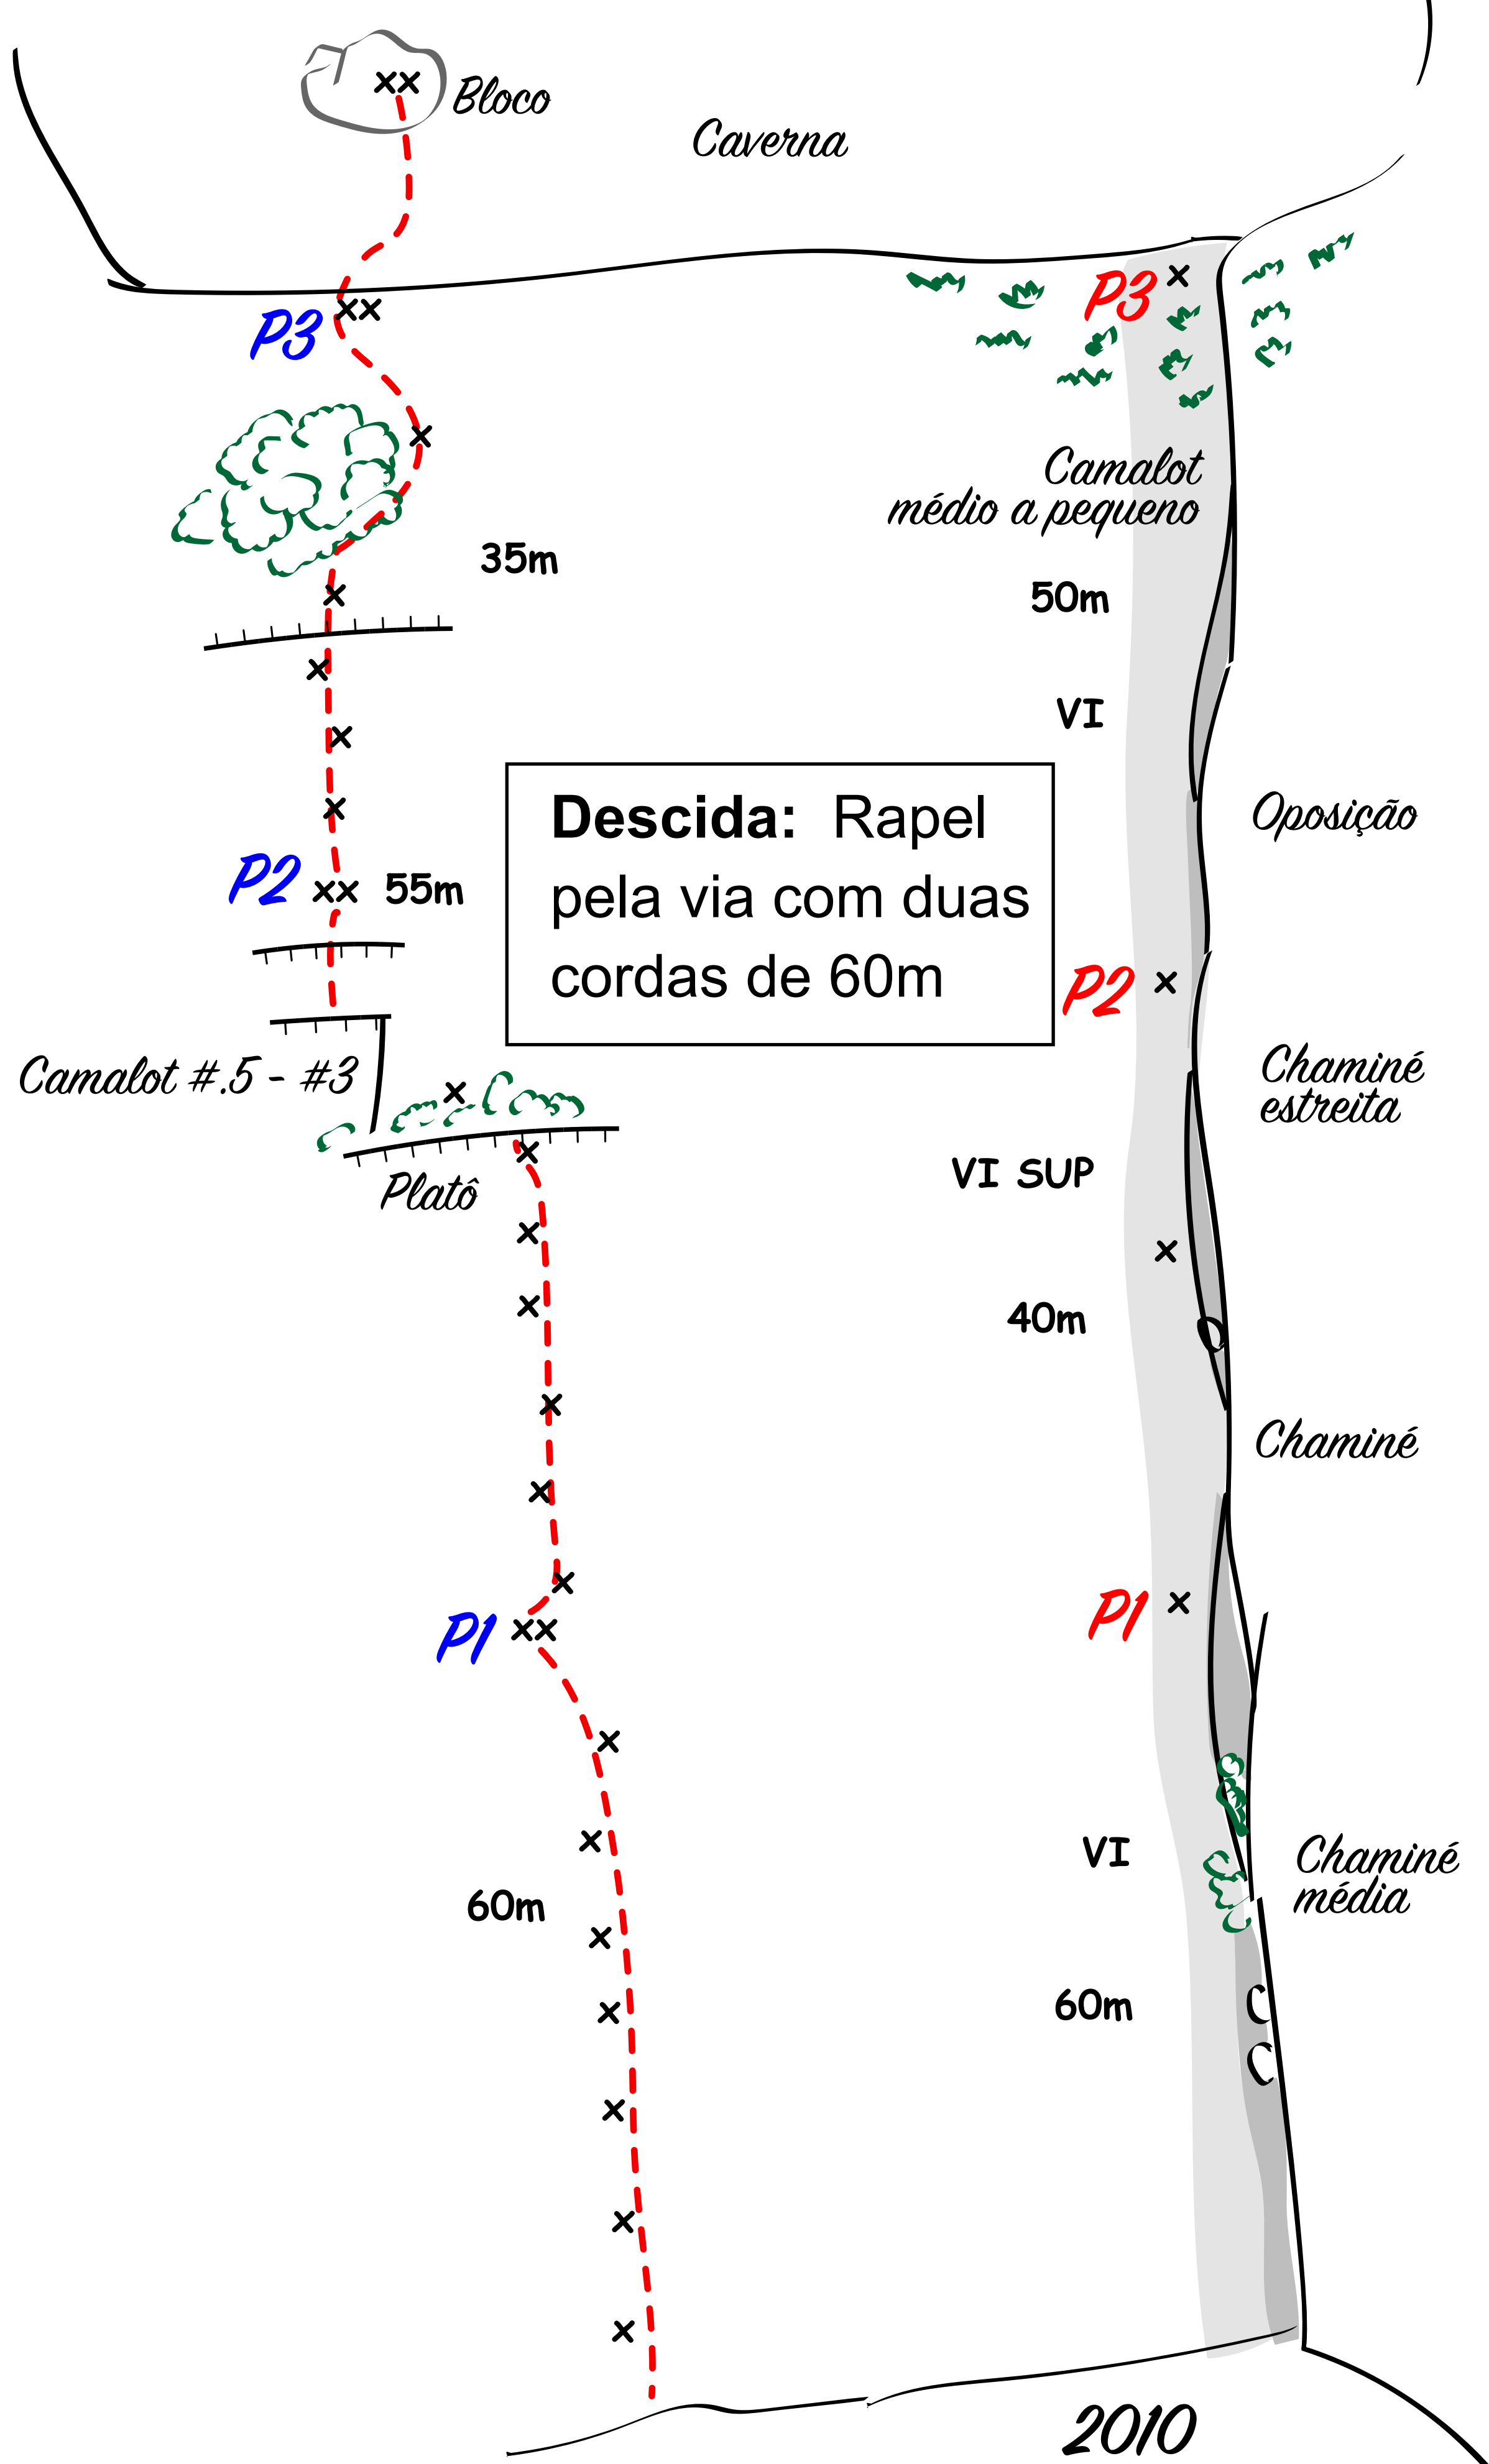 Bloco
Caverna
P3
P3
Camalot
médio a pequeno
35m
50m
VI
Descida: Rapel
pela via com duas
cordas de 60m
Oposição
P2
55m
P2
Camalot #.5 - #3
Chaminé
estreita
Platô
VI SUP
40m
Chaminé
P1
P1
VI
Chaminé
média
60m
60m
2010